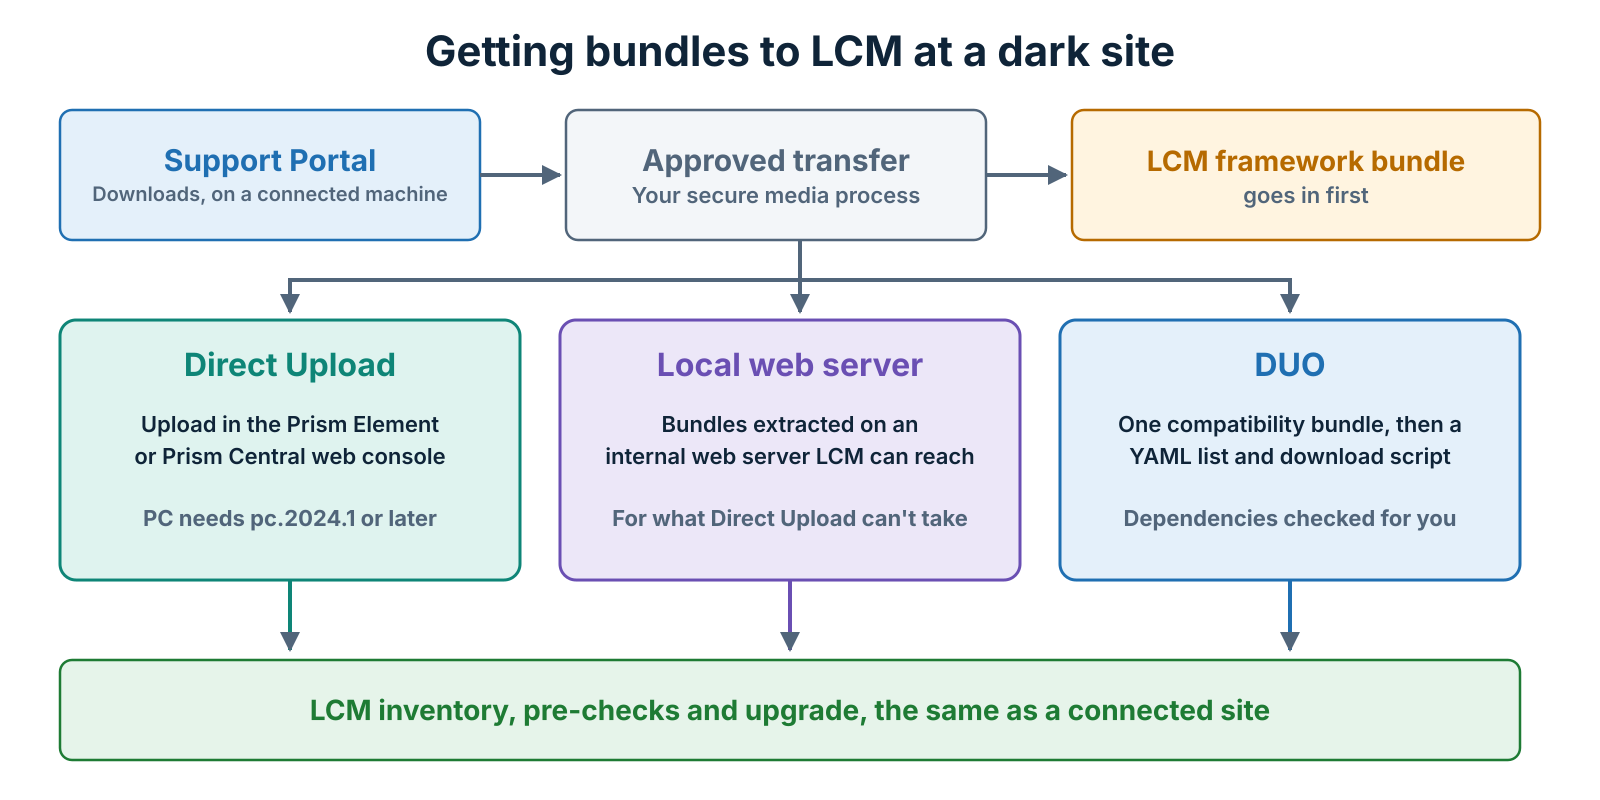 Getting bundles to LCM at a dark site
Support Portal
Downloads, on a connected machine
Approved transfer
Your secure media process
LCM framework bundle
goes in first
Direct Upload
Upload in the Prism Element
or Prism Central web console
PC needs pc.2024.1 or later
Local web server
Bundles extracted on an
internal web server LCM can reach
For what Direct Upload can't take
DUO
One compatibility bundle, then a
YAML list and download script
Dependencies checked for you
LCM inventory, pre-checks and upgrade, the same as a connected site